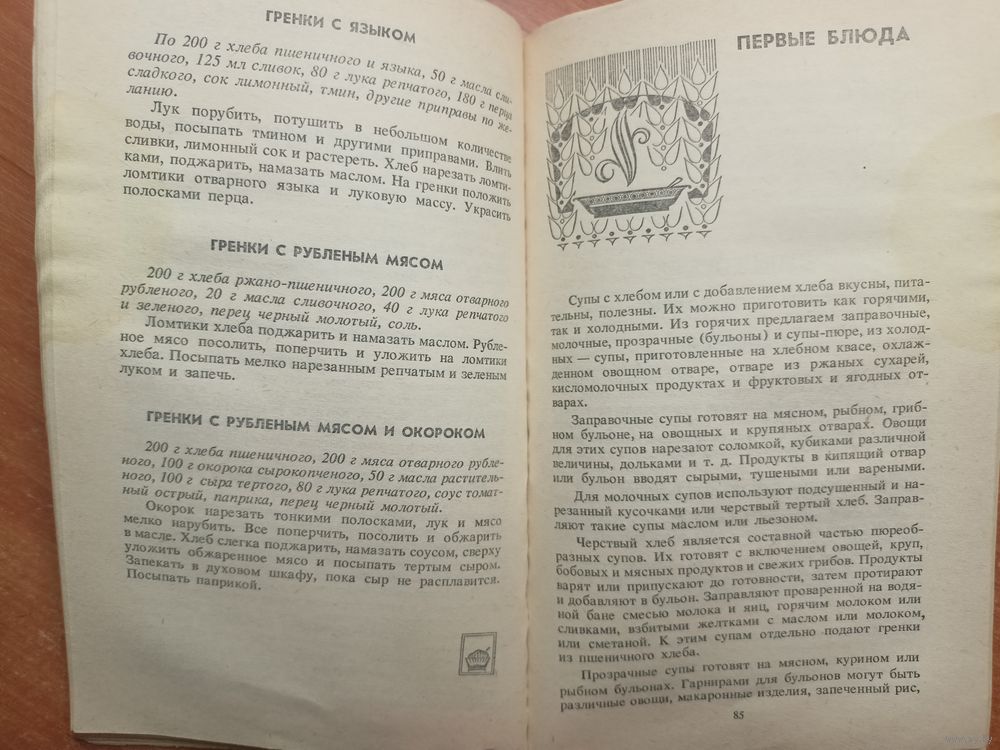 ГРЕНКИ С ЯЗЫКОМ
По 200 г хлеба пшеничного и языка, 50 г масла сли-
вочного, 125 мл сливок, 80 г лука репчатого, 180 г перца
сладкого, сок лимонный, тмин, другие приправы по же-
ланию.
Лук порубить, потушить в небольшом количестве
воды, посыпать тмином и другими приправами. Влить
сливки, лимонный сок и растереть. Хлеб нарезать ломти-
ками, поджарить, намазать маслом. На гренки положить
ломтики отварного языка и луковую массу. Украсить
полосками перца.
ГРЕНКИ С РУБЛЕНЫМ МЯСОМ
200 г хлеба ржано-пшеничного, 200 г мяса отварного
рубленого, 20 г масла сливочного, 40 г лука репчатого
и зеленого, перец черный молотый, соль.
Ломтики хлеба поджарить и намазать маслом. Рубле-
ное мясо посолить, поперчить и уложить на ломтики
хлеба. Посыпать мелко нарезанным репчатым и зеленым
луком и запечь.
ГРЕНКИ С РУБЛЕНЫМ МЯСОМ И ОКОРОКОМ
200 г хлеба пшеничного, 200 г мяса отварного рубле-
ного, 100 г окорока сырокопченого, 50 г масла раститель-
ного, 100 г сыра тертого, 80 г лука репчатого, соус томат-
ный острый, паприка, перец черный молотый.
Окорок нарезать тонкими полосками, лук и мясо
мелко нарубить. Все поперчить, посолить и обжарить
в масле. Хлеб слегка поджарить, намазать соусом, сверху
уложить обжаренное мясо и посыпать тертым сыром.
Запекать в духовом шкафу, пока сыр не расплавится.
Посыпать паприкой.
ПЕРВЫЕ БЛЮДА
Супы с хлебом или с добавлением хлеба вкусны, пита-
тельны, полезны. Их можно приготовить как горячими,
так и холодными. Из горячих предлагаем заправочные,
молочные, прозрачные (бульоны) и супы-пюре, из холод-
ных — супы, приготовленные на хлебном квасе, охлаж-
денном овощном отваре, отваре из ржаных сухарей,
кисломолочных продуктах и фруктовых и ягодных от-
варах.
Заправочные супы готовят на мясном, рыбном, гриб-
ном бульоне, на овощных и крупяных отварах. Овощи
для этих супов нарезают соломкой, кубиками различной
величины, дольками и т. д. Продукты в кипящий отвар
или бульон вводят сырыми, тушеными или вареными.
Для молочных супов используют подсушенный и на-
резанный кусочками или черствый тертый хлеб. Заправ-
ляют такие супы маслом или льезоном.
Черствый хлеб является составной частью пюреоб-
разных супов. Их готовят с включением овощей, круп,
бобовых и мясных продуктов и свежих грибов. Продукты
варят или припускают до готовности, затем протирают
и добавляют в бульон. Заправляют проваренной на водя-
ной бане смесью молока и яиц, горячим молоком или
сливками, взбитыми желтками с маслом или молоком,
или сметаной. К этим супам отдельно подают гренки
из пшеничного хлеба.
Прозрачные супы готовят на мясном, курином или
рыбном бульонах. Гарнирами для бульонов могут быть
различные овощи, макаронные изделия, запеченный рис,
85